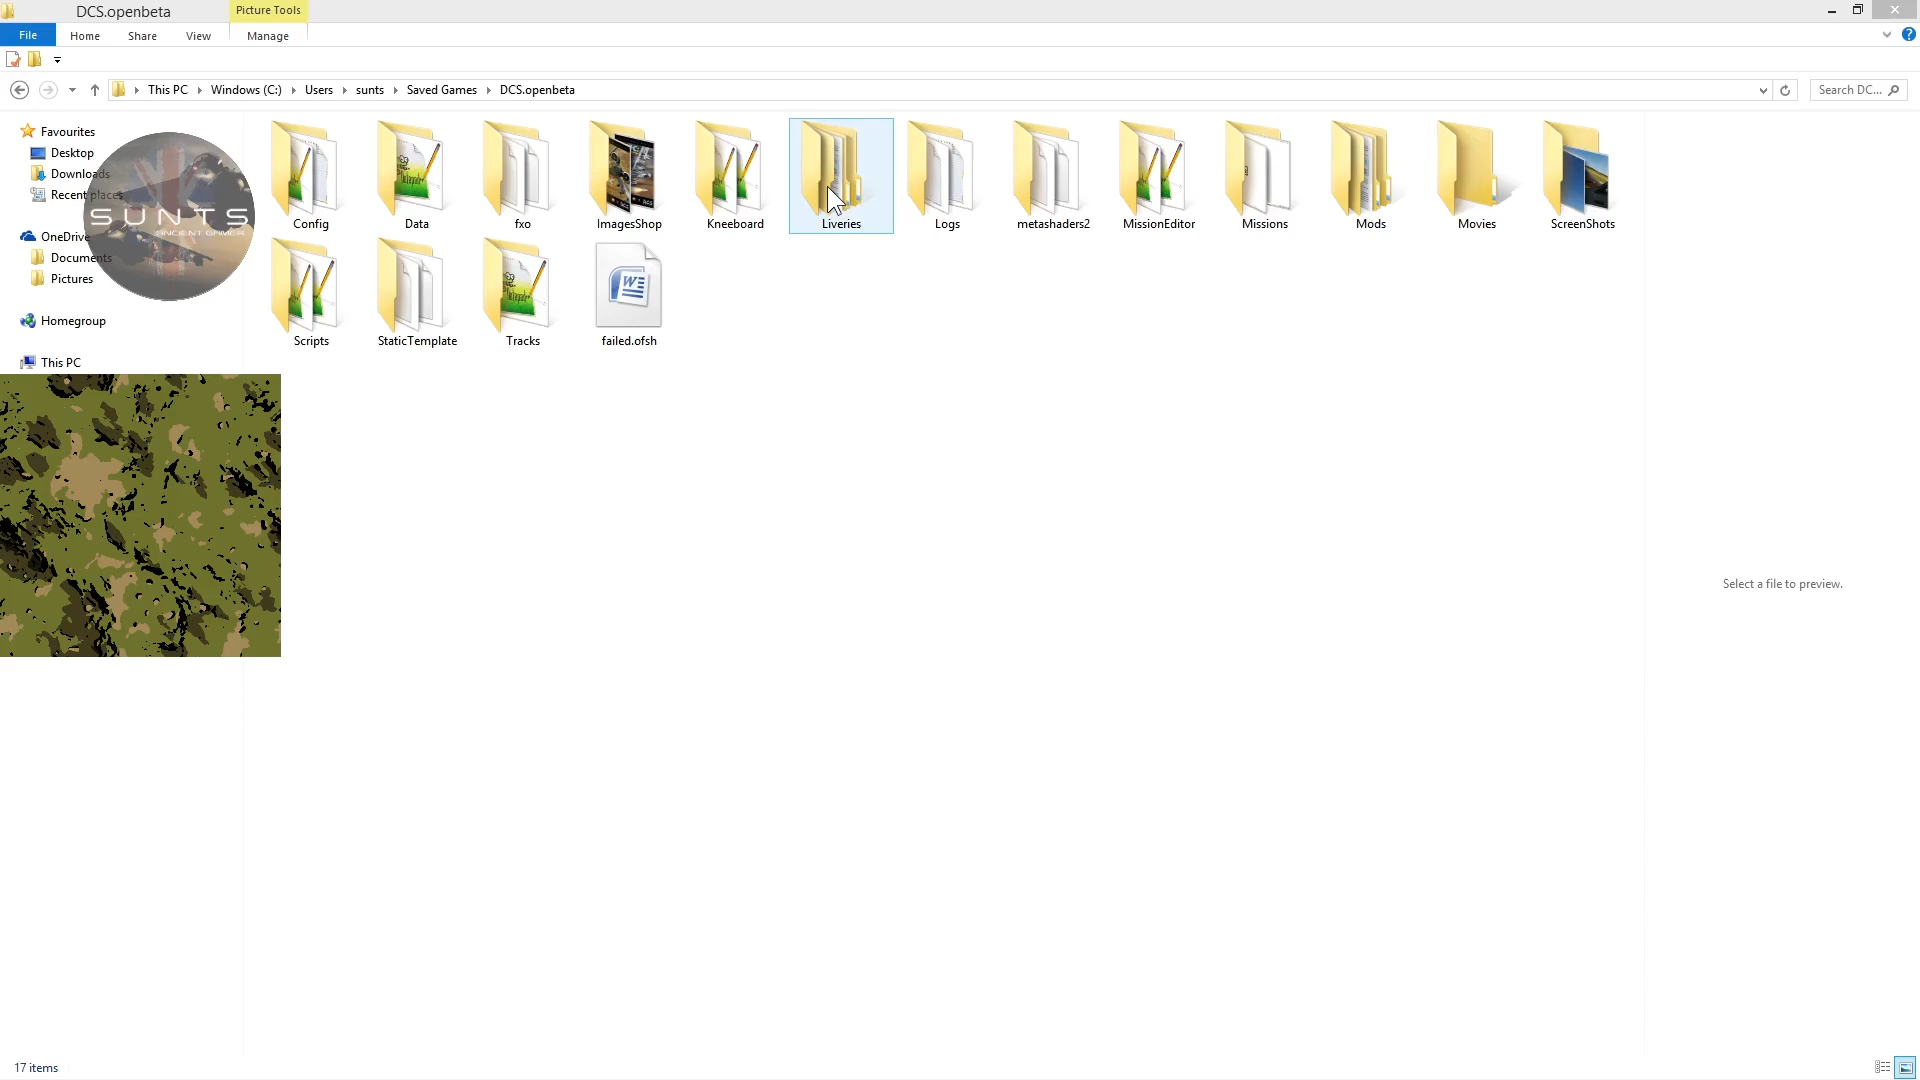 DCS.openbeta
Picture Tools
File
Home
Share
View
Manage
This PC
Windows (C:)
Users
sunts
Saved Games
DCS.openbeta
Search DC...
Favourites
Desktop
Downloads
Recent places
OneDrive
Documents
Pictures
Homegroup
This PC
SUNTS
ANCIENT GAMER
Config
Data
fxo
ImagesShop
Kneeboard
Liveries
Logs
metashaders2
MissionEditor
Missions
Mods
Movies
ScreenShots
Scripts
StaticTemplate
Tracks
failed.ofsh
Select a file to preview.
17 items